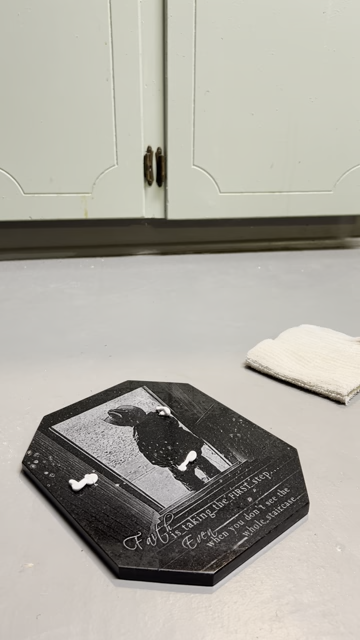 Faith is taking the FIRST step...
Even when you don't see the
whole staircase